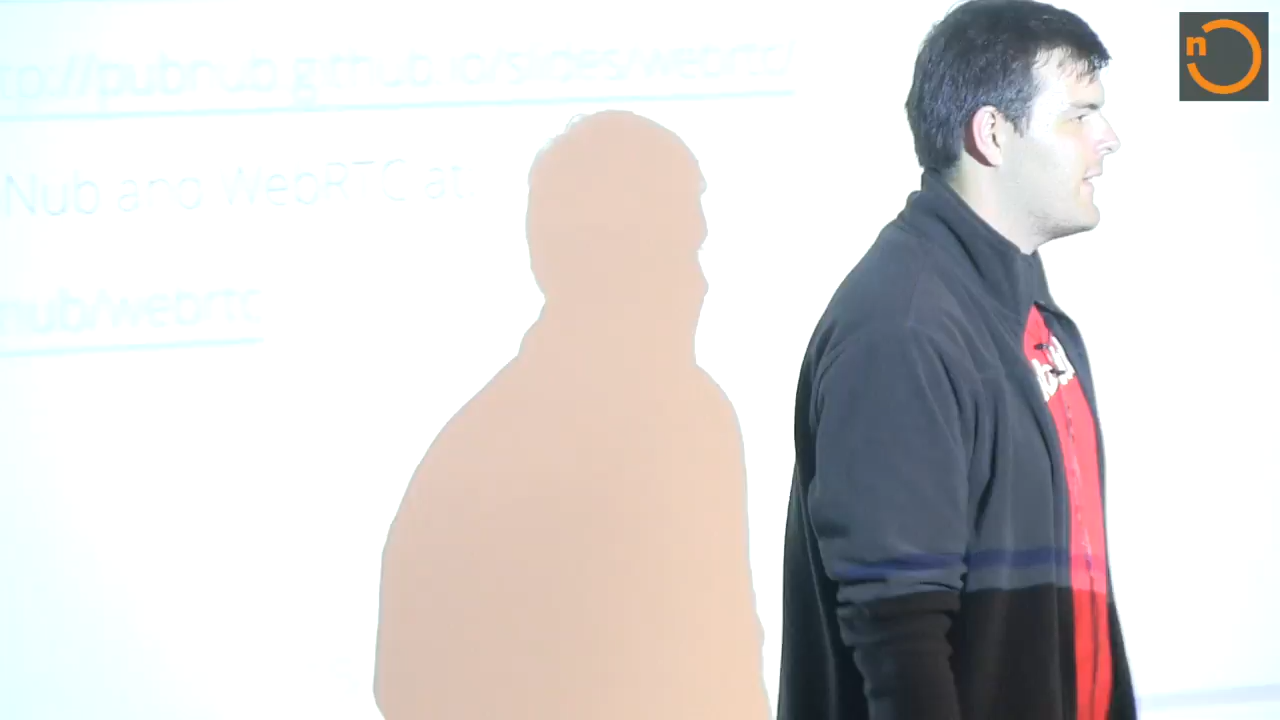 tp://pubnub.github.io/slides/webrtc/
Nub and WebRTC at
nub/webrtc
n